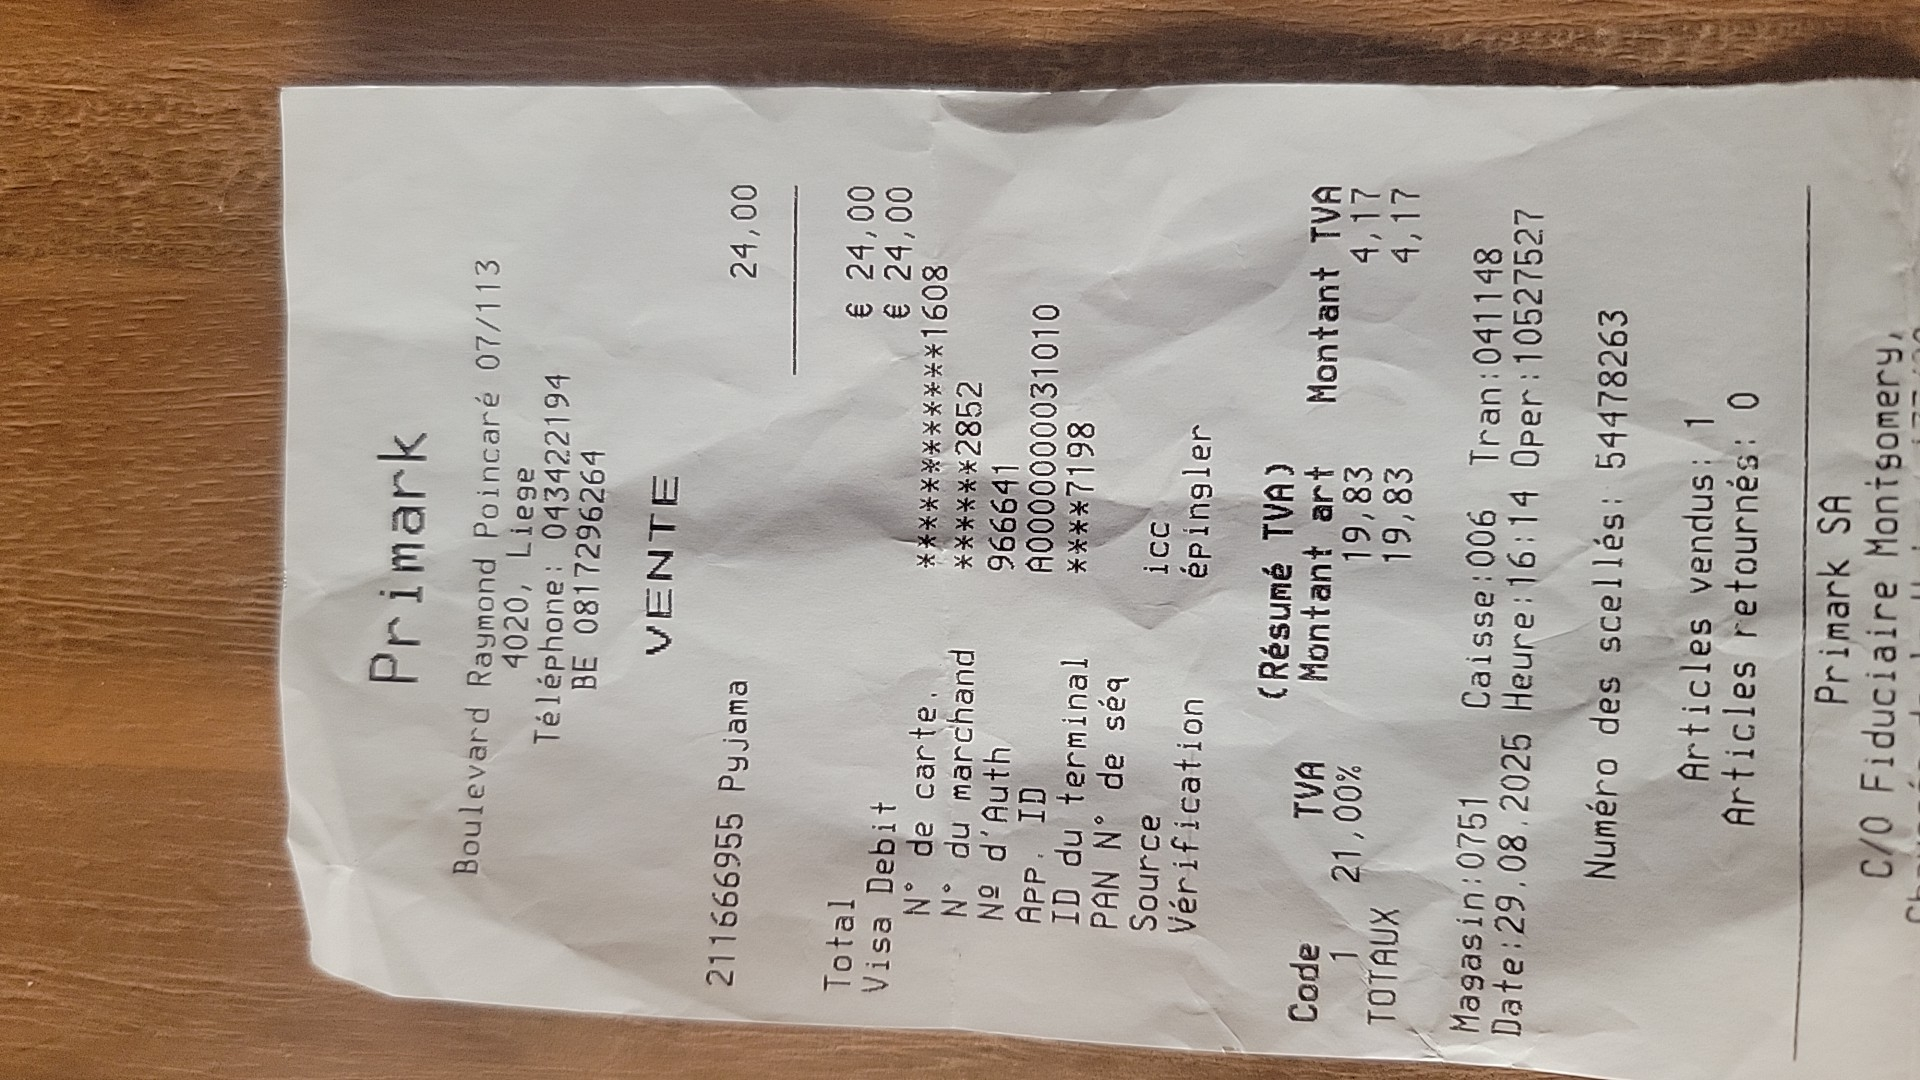 Primark
Boulevard Raymond Poincaré 07/113
4020, Liege
Téléphone: 043422194
BE 0817296264
VENTE
211666955 Pyjama 24,00
Total € 24,00
Visa Debit € 24,00
N° de carte. ************1608
N° du marchand ******2852
Nº d'Auth 966641
App. ID A0000000031010
ID du terminal ****7198
PAN N° de séq
Source icc
Vérification épingler
(Résumé TVA)
Code TVA Montant art Montant TVA
1 21,00% 19,83 4,17
TOTAUX 19,83 4,17
Magasin:0751 Caisse:006 Tran:041148
Date:29.08.2025 Heure:16:14 Oper:10527527
Numéro des scellés: 54478263
Articles vendus: 1
Articles retournés: 0
Primark SA
C/O Fiduciaire Montgomery,